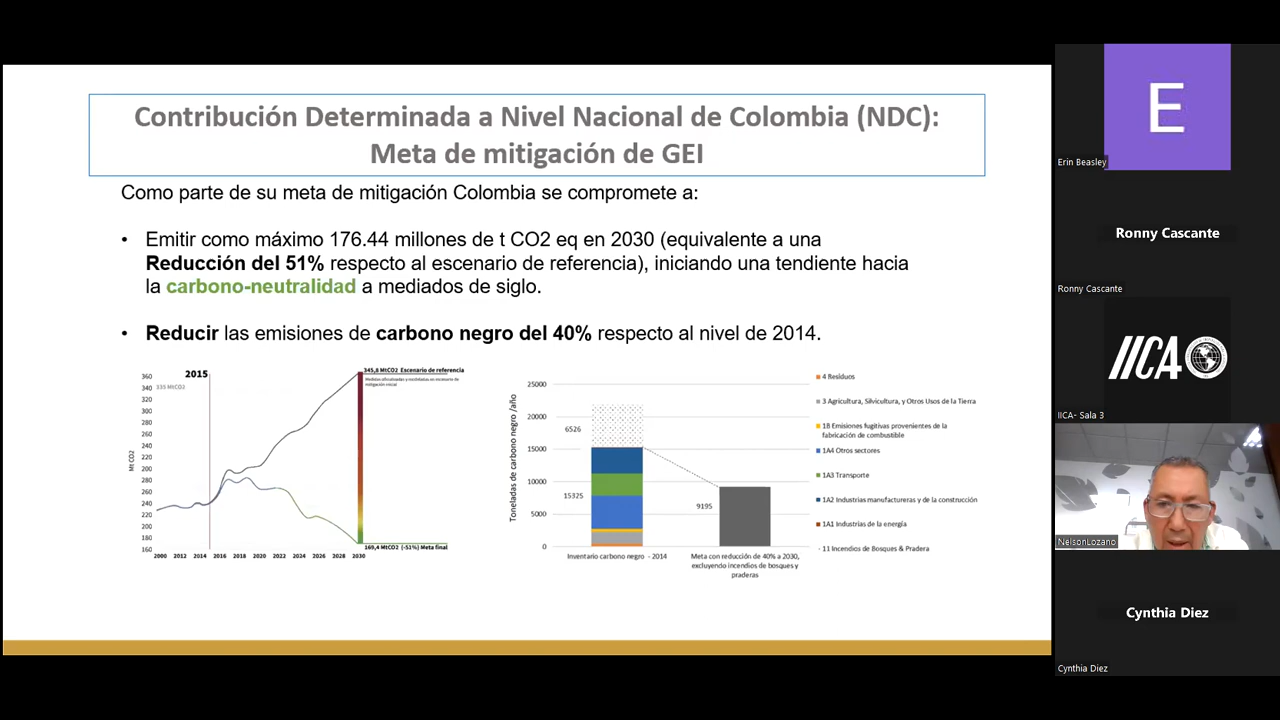 Contribución Determinada a Nivel Nacional de Colombia (NDC):
Meta de mitigación de GEI
Como parte de su meta de mitigación Colombia se compromete a:
• Emitir como máximo 176.44 millones de t CO2 eq en 2030 (equivalente a una
Reducción del 51% respecto al escenario de referencia), iniciando una tendiente hacia
la carbono-neutralidad a mediados de siglo.
• Reducir las emisiones de carbono negro del 40% respecto al nivel de 2014.
2015
345,8 MtCO2 Escenario de referencia
mitigación inicial
Mt CO2
360
340
320
300
280
260
240
220
200
180
160
169,4 MtCO2 (-51%) Meta final
2000 2012 2014 2016 2018 2020 2022 2024 2026 2028 2030
Toneladas de carbono negro /año
25000
20000
15000
10000
5000
0
6526
15325
9195
Inventario carbono negro - 2014
Meta con reducción de 40% a 2030,
excluyendo incendios de bosques y
praderas
4 Residuos
3 Agricultura, Silvicultura, y Otros Usos de la Tierra
1B Emisiones fugitivas provenientes de la
fabricación de combustible
1A4 Otros sectores
1A3 Transporte
1A2 Industrias manufactureras y de la construcción
1A1 Industrias de la energía
11 Incendios de Bosques & Pradera
E
Erin Beasley
Ronny Cascante
Ronny Cascante
IICA
IICA- Sala 3
NelsonLozano
Cynthia Diez
Cynthia Diez